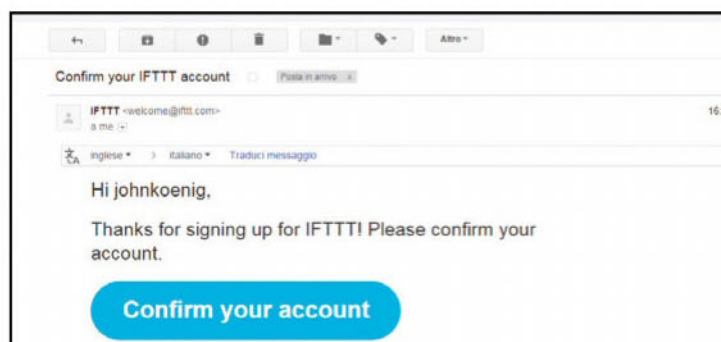 Altro
Confirm your IFTTT account Posta in arrivo x
IFTTT <welcome@ifttt.com> 16:
a me
inglese > italiano Traduci messaggio
Hi johnkoenig,
Thanks for signing up for IFTTT! Please confirm your
account.
Confirm your account